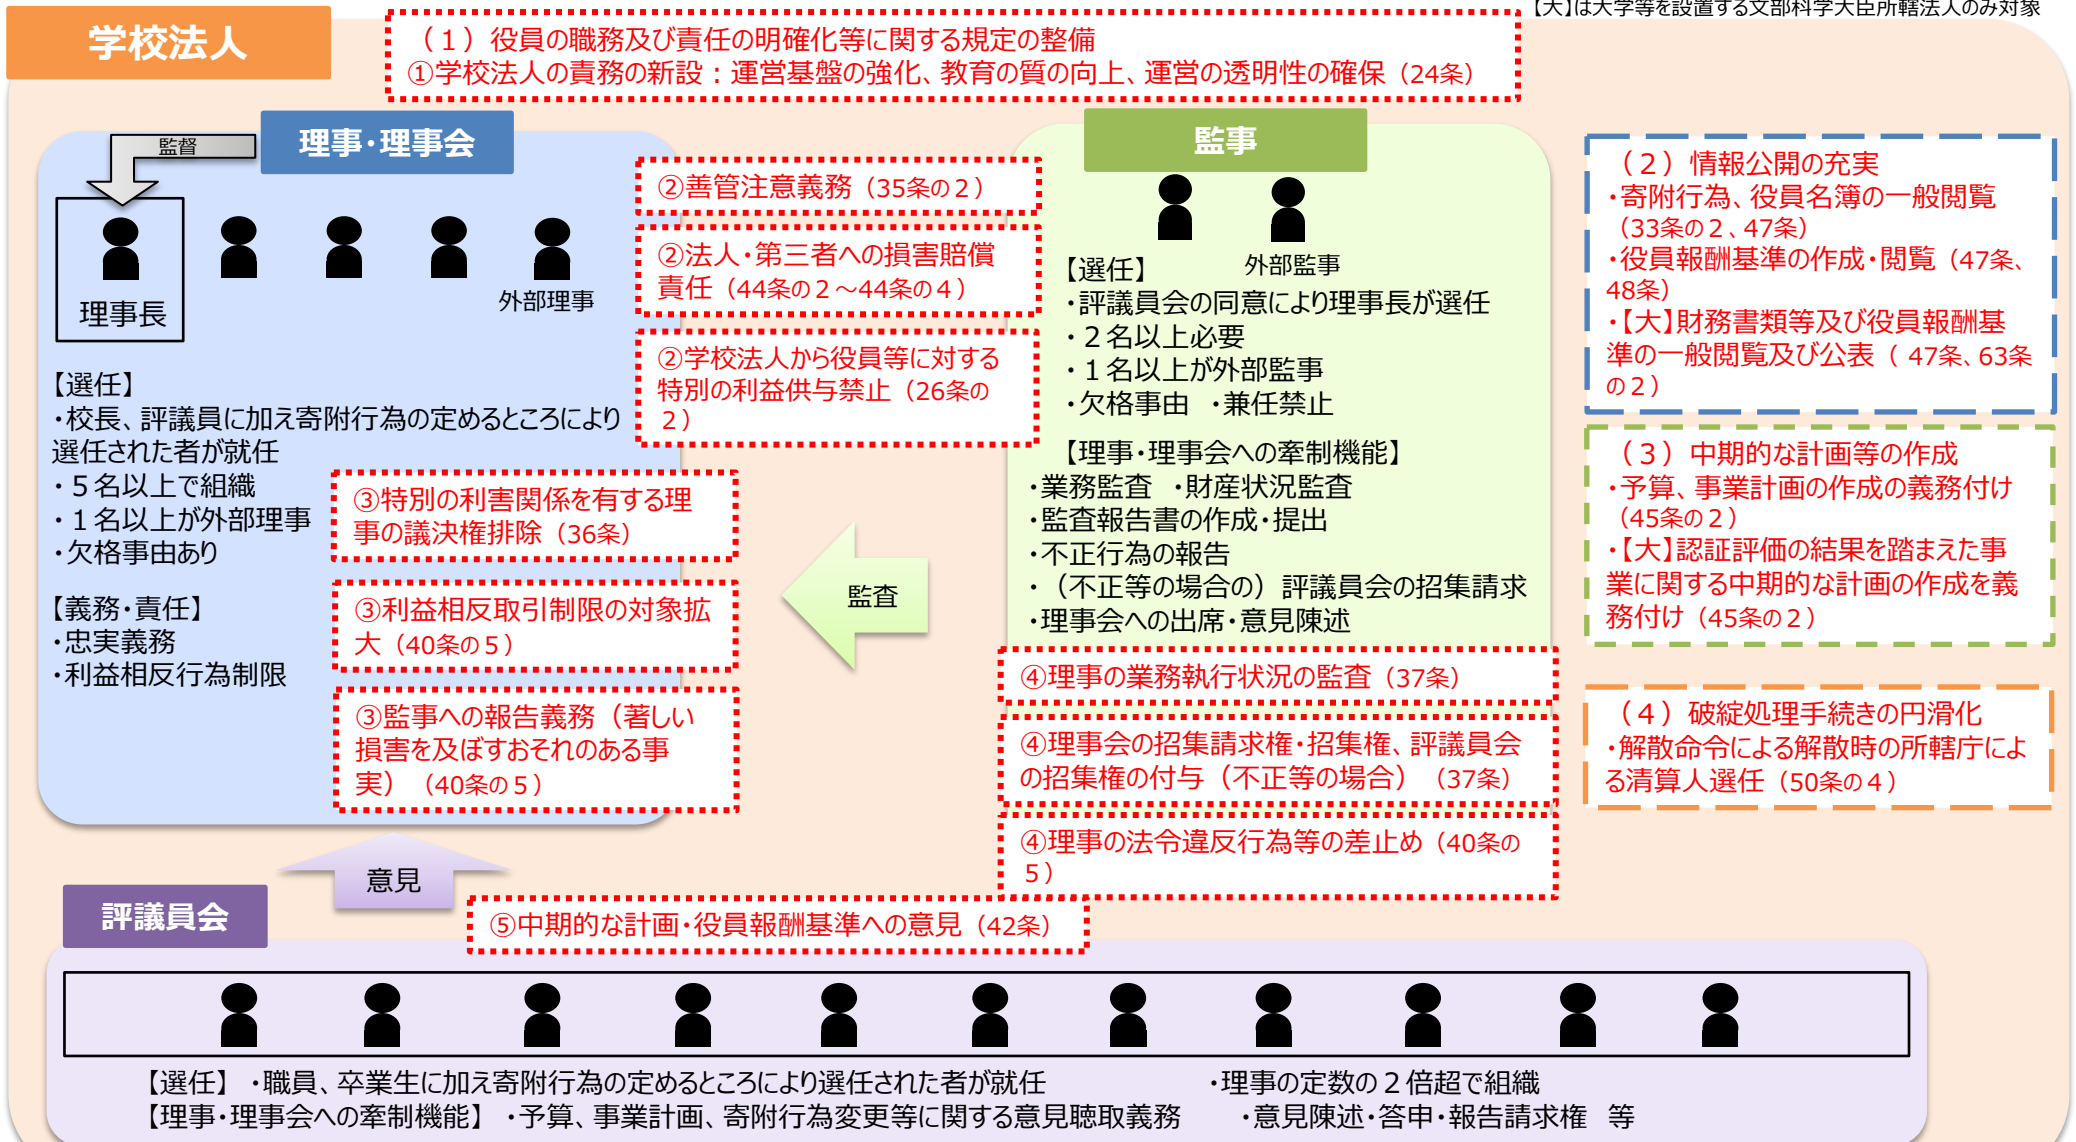 【大】は大学等を設置する文部科学大臣所轄法人のみ対象
学校法人
（１）役員の職務及び責任の明確化等に関する規定の整備
①学校法人の責務の新設：運営基盤の強化、教育の質の向上、運営の透明性の確保（24条）
理事・理事会
監督
理事長
外部理事
【選任】
・校長、評議員に加え寄附行為の定めるところにより
選任された者が就任
・５名以上で組織
・１名以上が外部理事
・欠格事由あり
【義務・責任】
・忠実義務
・利益相反行為制限
②善管注意義務（35条の２）
②法人・第三者への損害賠償
責任（44条の２～44条の４）
②学校法人から役員等に対する
特別の利益供与禁止（26条の
２）
③特別の利害関係を有する理
事の議決権排除（36条）
③利益相反取引制限の対象拡
大（40条の５）
③監事への報告義務（著しい
損害を及ぼすおそれのある事
実）（40条の５）
監査
監事
外部監事
【選任】
・評議員会の同意により理事長が選任
・２名以上必要
・１名以上が外部監事
・欠格事由 ・兼任禁止
【理事・理事会への牽制機能】
・業務監査 ・財産状況監査
・監査報告書の作成・提出
・不正行為の報告
・（不正等の場合の）評議員会の招集請求
・理事会への出席・意見陳述
④理事の業務執行状況の監査（37条）
④理事会の招集請求権・招集権、評議員会
の招集権の付与（不正等の場合）（37条）
④理事の法令違反行為等の差止め（40条の
５）
（２）情報公開の充実
・寄附行為、役員名簿の一般閲覧
（33条の２、47条）
・役員報酬基準の作成・閲覧（47条、
48条）
・【大】財務書類等及び役員報酬基
準の一般閲覧及び公表（ 47条、63条
の２）
（３）中期的な計画等の作成
・予算、事業計画の作成の義務付け
（45条の２）
・【大】認証評価の結果を踏まえた事
業に関する中期的な計画の作成を義
務付け（45条の２）
（４）破綻処理手続きの円滑化
・解散命令による解散時の所轄庁によ
る清算人選任（50条の４）
意見
評議員会
⑤中期的な計画・役員報酬基準への意見（42条）
【選任】 ・職員、卒業生に加え寄附行為の定めるところにより選任された者が就任 ・理事の定数の２倍超で組織
【理事・理事会への牽制機能】 ・予算、事業計画、寄附行為変更等に関する意見聴取義務 ・意見陳述・答申・報告請求権 等